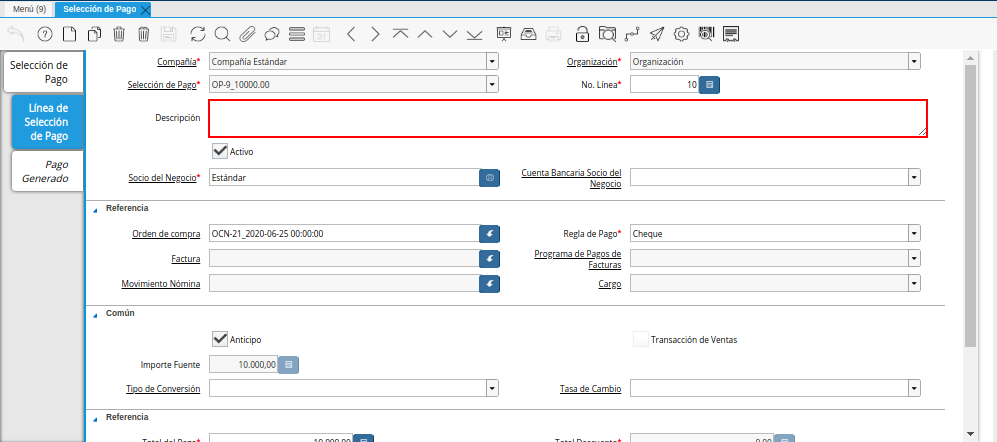 Menú (9) Selección de Pago
31
Selección de Pago
Línea de Selección de Pago
Pago Generado
Compañía* Compañía Estándar Organización* Organización
Selección de Pago* OP-9_10000.00 No. Línea* 10
Descripción
Activo
Socio del Negocio* Estándar Cuenta Bancaria Socio del Negocio
Referencia
Orden de compra OCN-21_2020-06-25 00:00:00 Regla de Pago* Cheque
Factura Programa de Pagos de Facturas
Movimiento Nómina Cargo
Común
Anticipo Transacción de Ventas
Importe Fuente 10.000,00
Tipo de Conversión Tasa de Cambio
Referencia
Total del Pago* 10.000,00 Total Descuento* 0,00